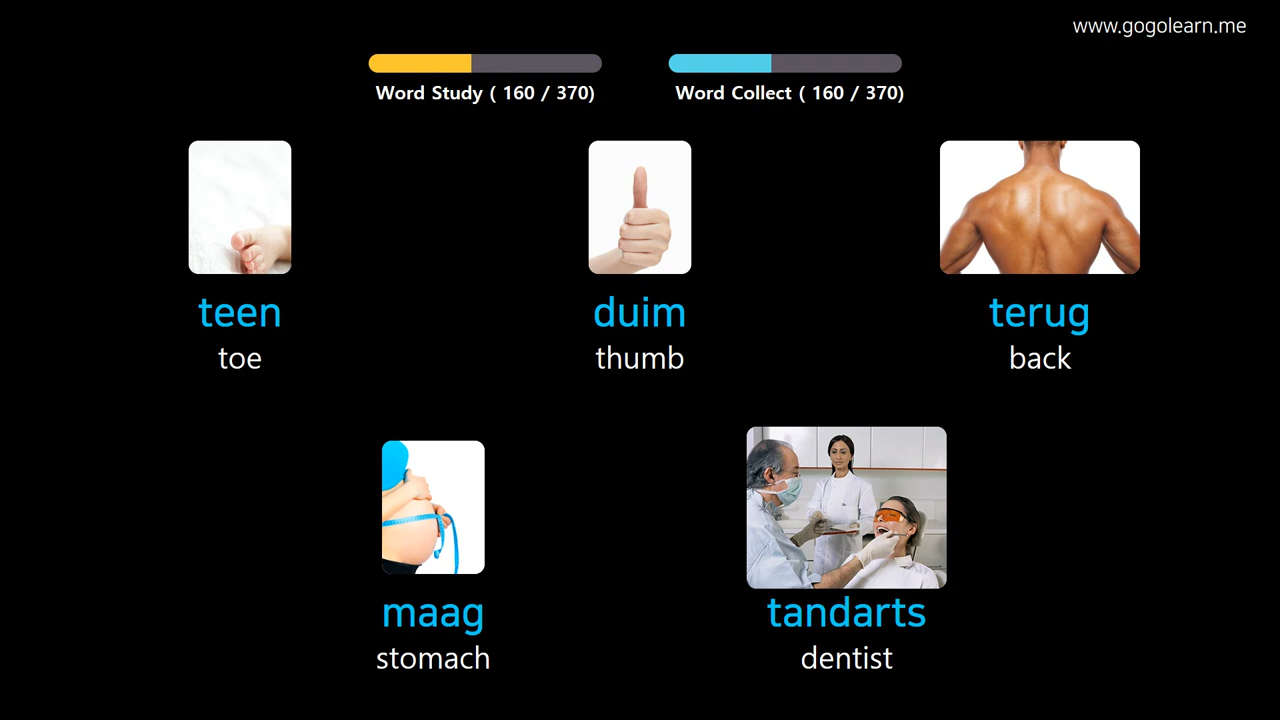 www.gogolearn.me
Word Study ( 160 / 370)
Word Collect ( 160 / 370)
teen
toe
duim
thumb
terug
back
maag
stomach
tandarts
dentist